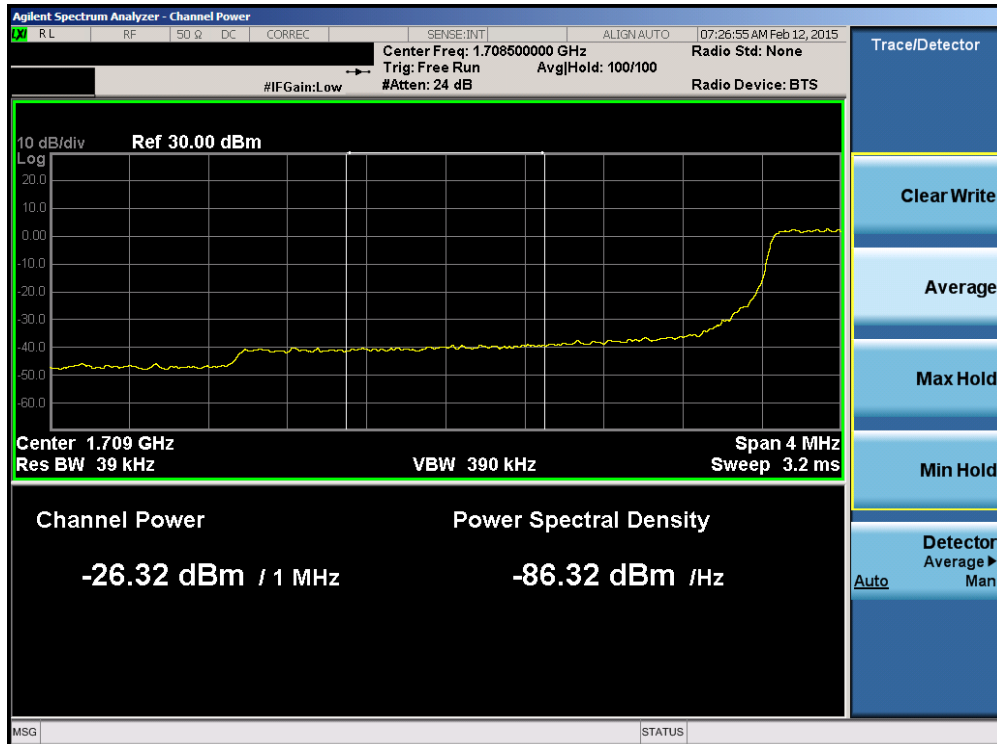 Agilent Spectrum Analyzer - Channel Power
LXI RL RF 50 Ω DC CORREC SENSE:INT ALIGN AUTO 07:26:55 AM Feb 12, 2015
Center Freq: 1.708500000 GHz Radio Std: None
Trig: Free Run Avg|Hold: 100/100
#IFGain:Low #Atten: 24 dB Radio Device: BTS
10 dB/div Ref 30.00 dBm
Log
20.0
10.0
0.00
-10.0
-20.0
-30.0
-40.0
-50.0
-60.0
Center 1.709 GHz Span 4 MHz
Res BW 39 kHz VBW 390 kHz Sweep 3.2 ms
Channel Power Power Spectral Density
-26.32 dBm / 1 MHz -86.32 dBm /Hz
MSG STATUS
Trace/Detector
Clear Write
Average
Max Hold
Min Hold
Detector
Average▶
Auto Man